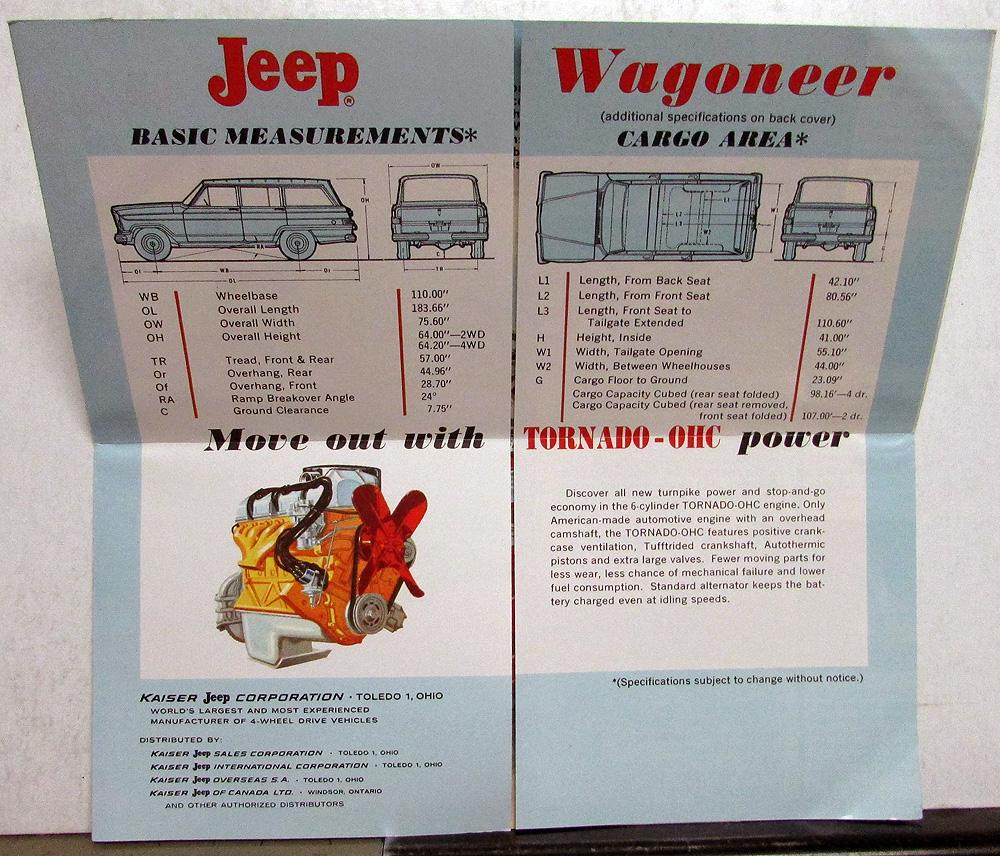 Jeep®
BASIC MEASUREMENTS*
OW
OH
RA
OI WB OI
OL
C
TR
WB Wheelbase 110.00"
OL Overall Length 183.66"
OW Overall Width 75.60"
OH Overall Height 64.00"—2WD
64.20"—4WD
TR Tread, Front & Rear 57.00"
Or Overhang, Rear 44.96"
Of Overhang, Front 28.70"
RA Ramp Breakover Angle 24°
C Ground Clearance 7.75"
Wagoneer
(additional specifications on back cover)
CARGO AREA*
L2 L1
L3
W2
W1
H
G
L1 Length, From Back Seat 42.10"
L2 Length, From Front Seat 80.56"
L3 Length, Front Seat to
Tailgate Extended 110.60"
H Height, Inside 41.00"
W1 Width, Tailgate Opening 55.10"
W2 Width, Between Wheelhouses 44.00"
G Cargo Floor to Ground 23.09"
Cargo Capacity Cubed (rear seat folded) 98.16'—4 dr.
Cargo Capacity Cubed (rear seat removed,
front seat folded) 107.00'—2 dr.
Move out with TORNADO-OHC power
Discover all new turnpike power and stop-and-go
economy in the 6-cylinder TORNADO-OHC engine. Only
American-made automotive engine with an overhead
camshaft, the TORNADO-OHC features positive crank-
case ventilation, Tufftrided crankshaft, Autothermic
pistons and extra large valves. Fewer moving parts for
less wear, less chance of mechanical failure and lower
fuel consumption. Standard alternator keeps the bat-
tery charged even at idling speeds.
*(Specifications subject to change without notice.)
KAISER Jeep CORPORATION · TOLEDO 1, OHIO
WORLD'S LARGEST AND MOST EXPERIENCED
MANUFACTURER OF 4-WHEEL DRIVE VEHICLES
DISTRIBUTED BY:
KAISER Jeep SALES CORPORATION · TOLEDO 1, OHIO
KAISER Jeep INTERNATIONAL CORPORATION · TOLEDO 1, OHIO
KAISER Jeep OVERSEAS S.A. · TOLEDO 1, OHIO
KAISER Jeep OF CANADA LTD. · WINDSOR, ONTARIO
AND OTHER AUTHORIZED DISTRIBUTORS